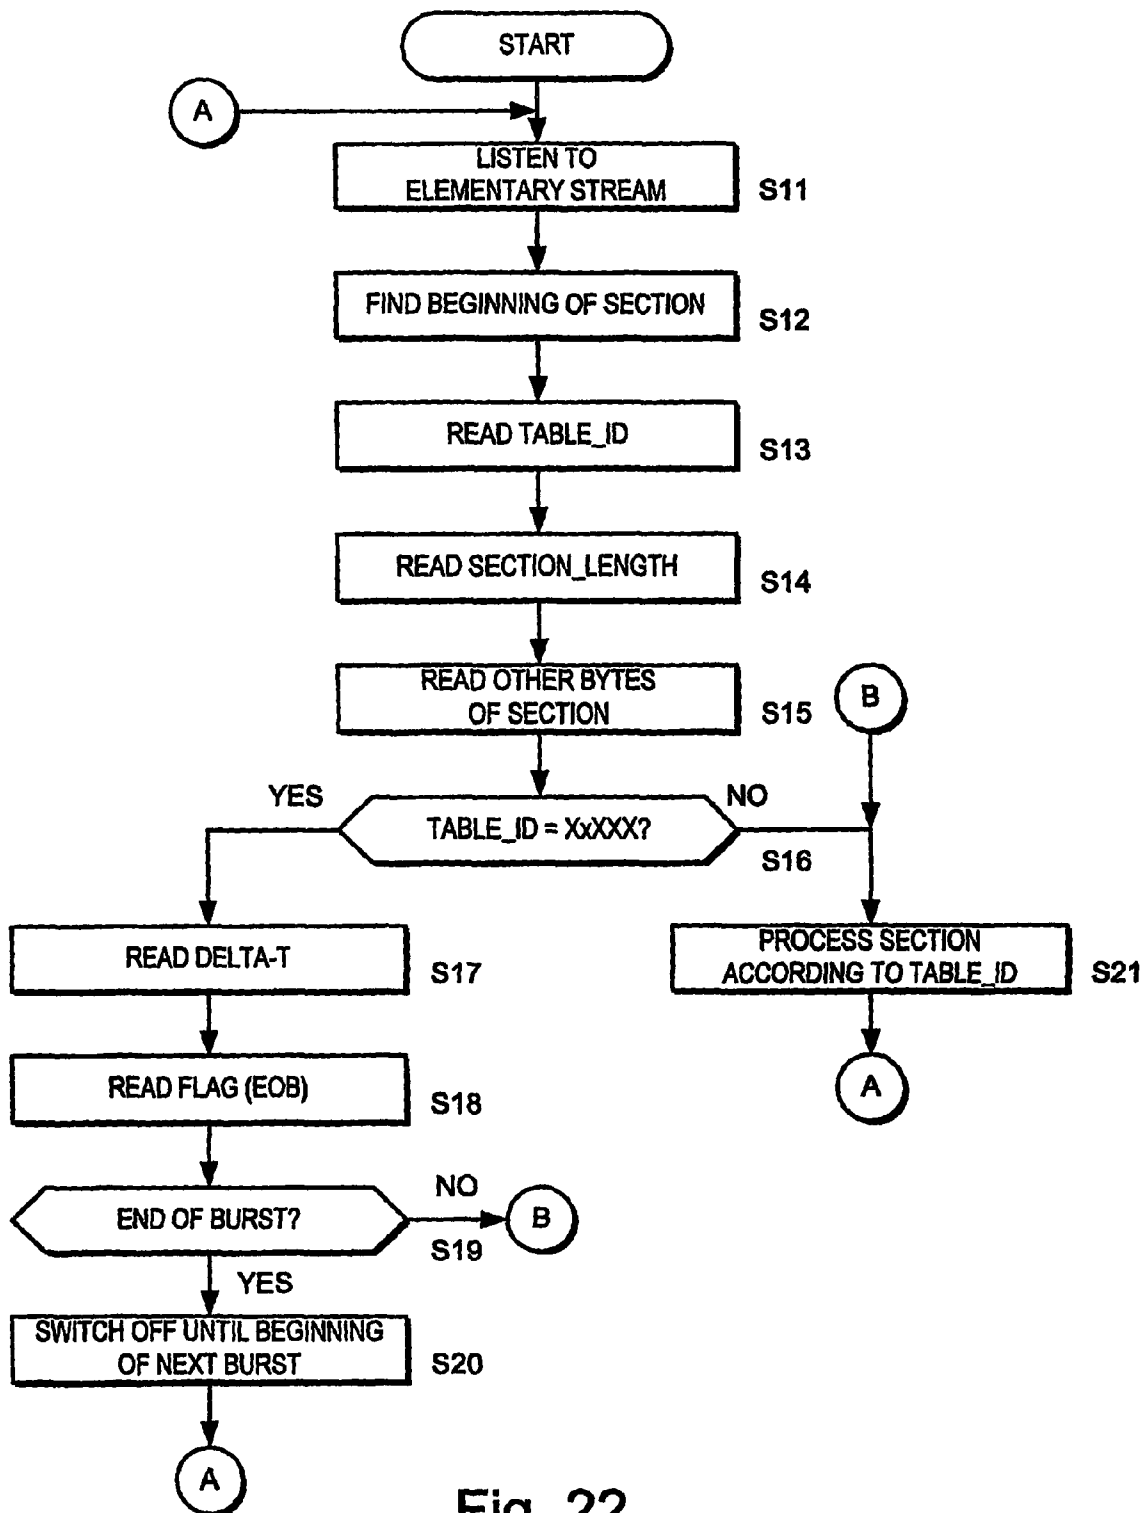 START
A
LISTEN TO
ELEMENTARY STREAM
S11
FIND BEGINNING OF SECTION
S12
READ TABLE_ID
S13
READ SECTION_LENGTH
S14
READ OTHER BYTES
OF SECTION
S15
B
YES
NO
TABLE_ID = XxXXX?
S16
READ DELTA-T
S17
PROCESS SECTION
ACCORDING TO TABLE_ID
S21
READ FLAG (EOB)
S18
A
END OF BURST?
NO
S19
B
YES
SWITCH OFF UNTIL BEGINNING
OF NEXT BURST
S20
A
Fig. 22